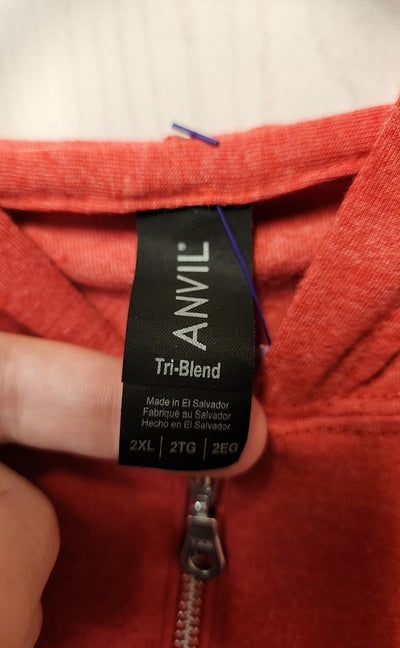 ANVIL®
Tri-Blend
Made in El Salvador
Fabriqué au Salvador
Hecho en El Salvador
2XL | 2TG | 2EG